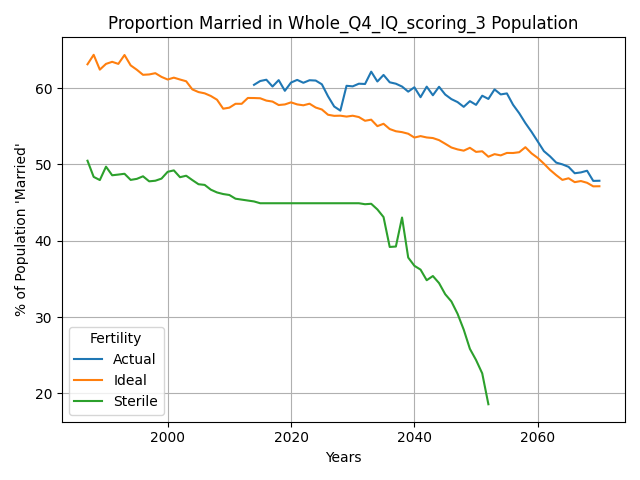 Proportion Married in Whole_Q4_IQ_scoring_3 Population
% of Population 'Married'
60
50
40
30
20
Fertility
Actual
Ideal
Sterile
2000 2020 2040 2060
Years